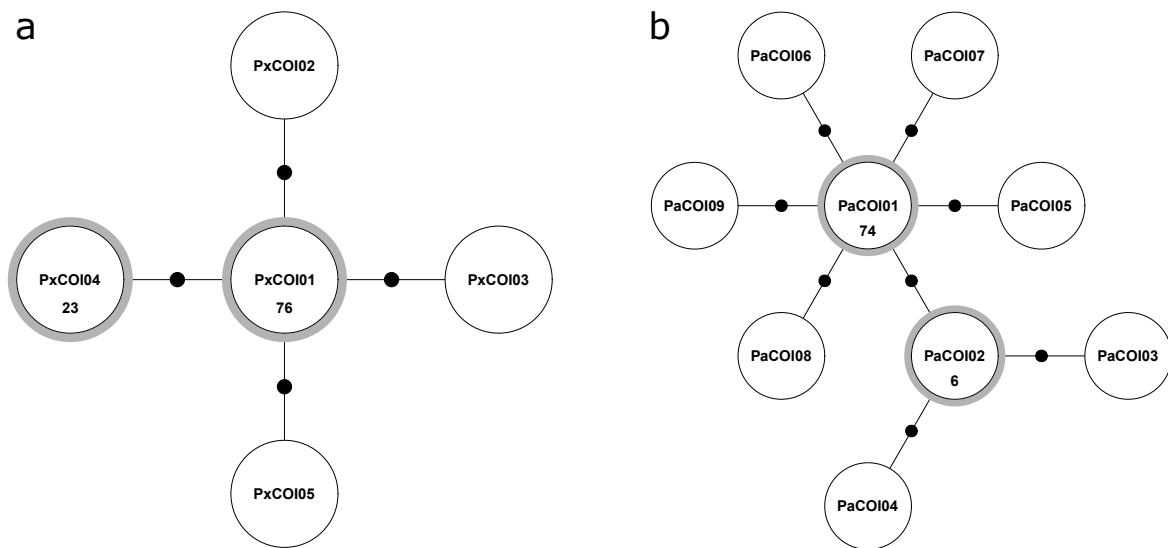 a
PxCOI02
PxCOI04
23
PxCOI01
76
PxCOI03
PxCOI05
b
PaCOI06
PaCOI07
PaCOI09
PaCOI01
74
PaCOI05
PaCOI08
PaCOI02
6
PaCOI03
PaCOI04